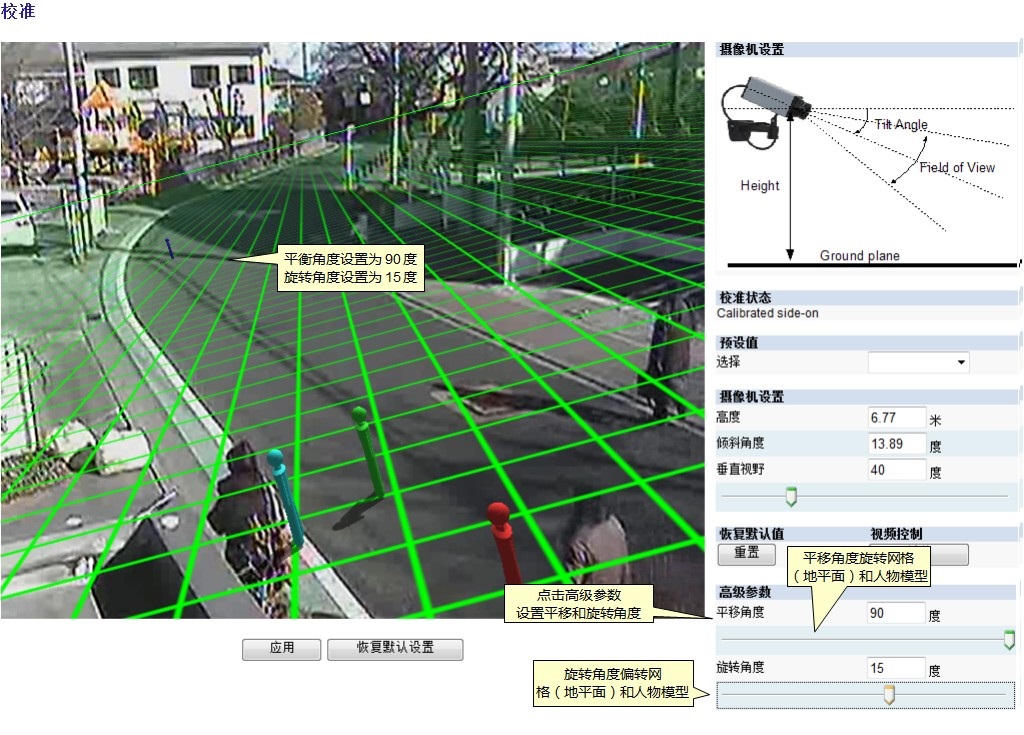 校准
平衡角度设置为 90 度
旋转角度设置为 15 度
应用
恢复默认设置
摄像机设置
Tilt Angle
Field of View
Height
Ground plane
校准状态
Calibrated side-on
预设值
选择
摄像机设置
高度 6.77 米
倾斜角度 13.89 度
垂直视野 40 度
恢复默认值 视频控制
重置
平移角度旋转网格
（地平面）和人物模型
高级参数
点击高级参数
设置平移和旋转角度
平移角度 90 度
旋转角度 15 度
旋转角度偏转网
格（地平面）和人物模型